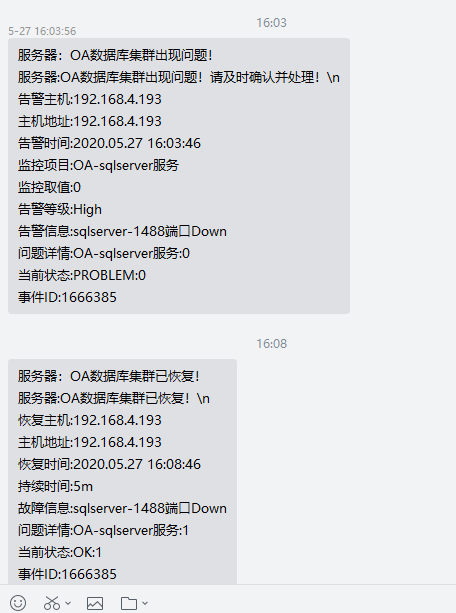 16:03
5-27 16:03:56
服务器：OA数据库集群出现问题！
服务器:OA数据库集群出现问题！请及时确认并处理！\n
告警主机:192.168.4.193
主机地址:192.168.4.193
告警时间:2020.05.27 16:03:46
监控项目:OA-sqlserver服务
监控取值:0
告警等级:High
告警信息:sqlserver-1488端口Down
问题详情:OA-sqlserver服务:0
当前状态:PROBLEM:0
事件ID:1666385
16:08
服务器：OA数据库集群已恢复！
服务器:OA数据库集群已恢复！\n
恢复主机:192.168.4.193
主机地址:192.168.4.193
恢复时间:2020.05.27 16:08:46
持续时间:5m
故障信息:sqlserver-1488端口Down
问题详情:OA-sqlserver服务:1
当前状态:OK:1
事件ID:1666385